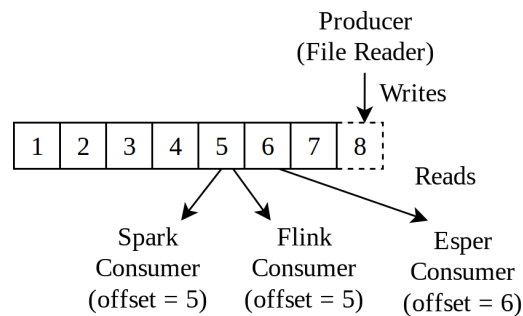 Producer
(File Reader)
Writes
1 2 3 4 5 6 7 8
Reads
Spark
Consumer
(offset = 5)
Flink
Consumer
(offset = 5)
Esper
Consumer
(offset = 6)